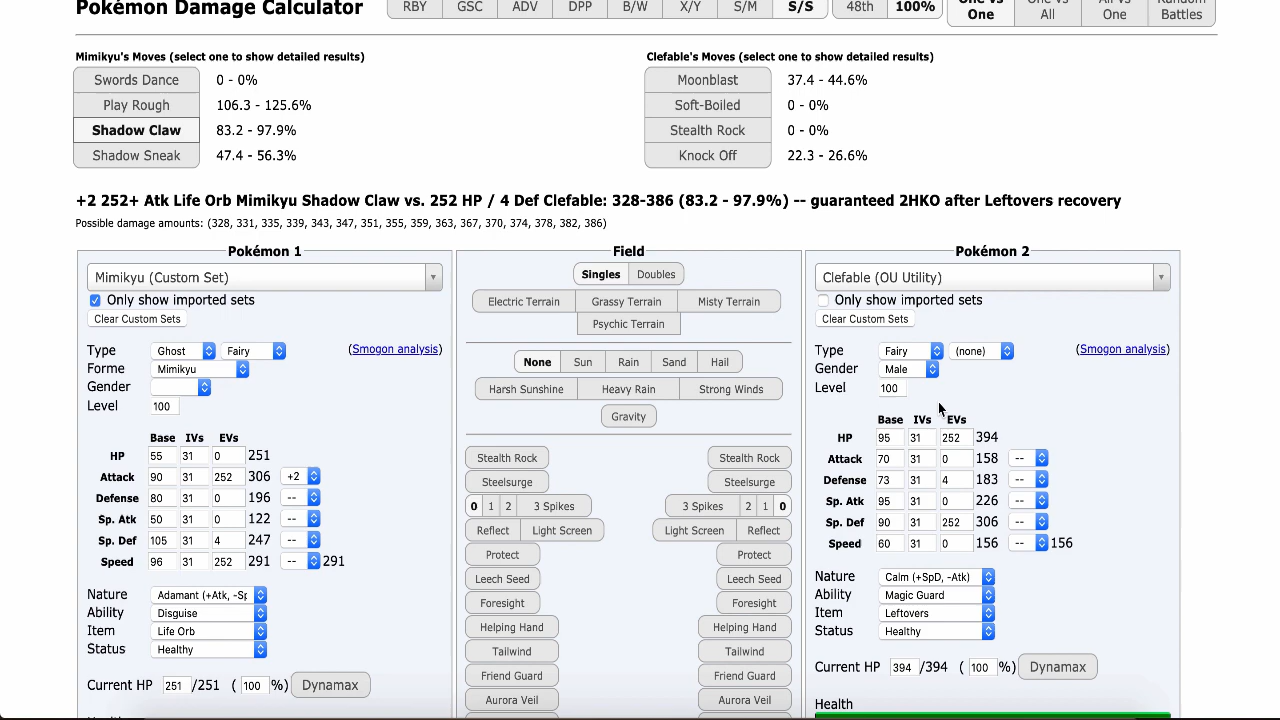 Pokémon Damage Calculator RBY GSC ADV DPP B/W X/Y S/M S/S 48th 100% One vs One One vs All All vs One Random Battles
Mimikyu's Moves (select one to show detailed results) Clefable's Moves (select one to show detailed results)
Swords Dance 0 - 0% Moonblast 37.4 - 44.6%
Play Rough 106.3 - 125.6% Soft-Boiled 0 - 0%
Shadow Claw 83.2 - 97.9% Stealth Rock 0 - 0%
Shadow Sneak 47.4 - 56.3% Knock Off 22.3 - 26.6%
+2 252+ Atk Life Orb Mimikyu Shadow Claw vs. 252 HP / 4 Def Clefable: 328-386 (83.2 - 97.9%) -- guaranteed 2HKO after Leftovers recovery
Possible damage amounts: (328, 331, 335, 339, 343, 347, 351, 355, 359, 363, 367, 370, 374, 378, 382, 386)
Pokémon 1
Mimikyu (Custom Set)
Only show imported sets
Clear Custom Sets
Type Ghost Fairy (Smogon analysis)
Forme Mimikyu
Gender
Level 100
Base IVs EVs
HP 55 31 0 251
Attack 90 31 252 306 +2
Defense 80 31 0 196 --
Sp. Atk 50 31 0 122 --
Sp. Def 105 31 4 247 --
Speed 96 31 252 291 -- 291
Nature Adamant (+Atk, -Sp
Ability Disguise
Item Life Orb
Status Healthy
Current HP 251 /251 ( 100 %) Dynamax
Field
Singles Doubles
Electric Terrain Grassy Terrain Misty Terrain
Psychic Terrain
None Sun Rain Sand Hail
Harsh Sunshine Heavy Rain Strong Winds
Gravity
Stealth Rock Stealth Rock
Steelsurge Steelsurge
0 1 2 3 Spikes 3 Spikes 2 1 0
Reflect Light Screen Light Screen Reflect
Protect Protect
Leech Seed Leech Seed
Foresight Foresight
Helping Hand Helping Hand
Tailwind Tailwind
Friend Guard Friend Guard
Aurora Veil Aurora Veil
Pokémon 2
Clefable (OU Utility)
Only show imported sets
Clear Custom Sets
Type Fairy (none) (Smogon analysis)
Gender Male
Level 100
Base IVs EVs
HP 95 31 252 394
Attack 70 31 0 158 --
Defense 73 31 4 183 --
Sp. Atk 95 31 0 226 --
Sp. Def 90 31 252 306 --
Speed 60 31 0 156 -- 156
Nature Calm (+SpD, -Atk)
Ability Magic Guard
Item Leftovers
Status Healthy
Current HP 394 /394 ( 100 %) Dynamax
Health